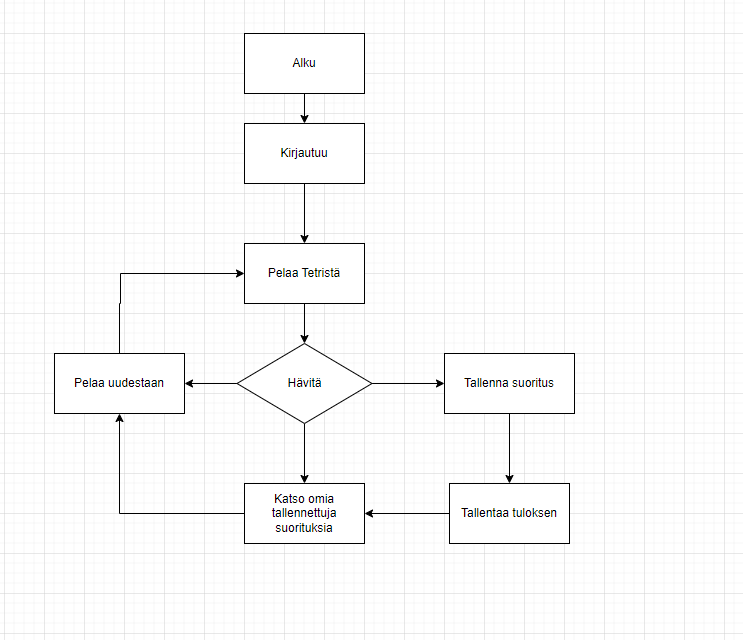 Alku
Kirjautuu
Pelaa Tetristä
Pelaa uudestaan
Hävitä
Tallenna suoritus
Katso omia
tallennettuja
suorituksia
Tallentaa tuloksen